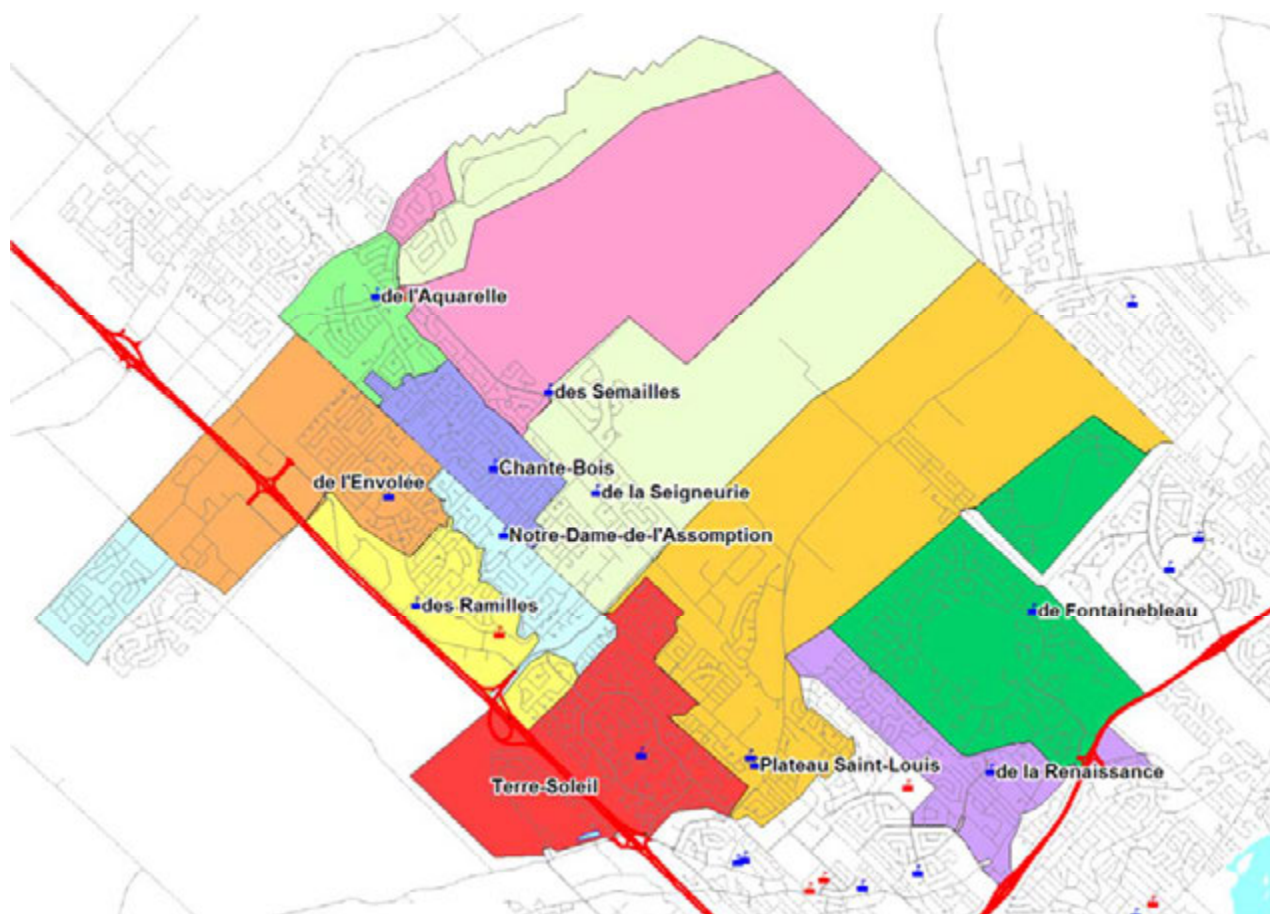 de l'Aquarelle
des Semailles
Chante-Bois
de l'Envolée
de la Seigneurie
Notre-Dame-de-l'Assomption
des Ramilles
de Fontainebleau
Plateau Saint-Louis
de la Renaissance
Terre-Soleil